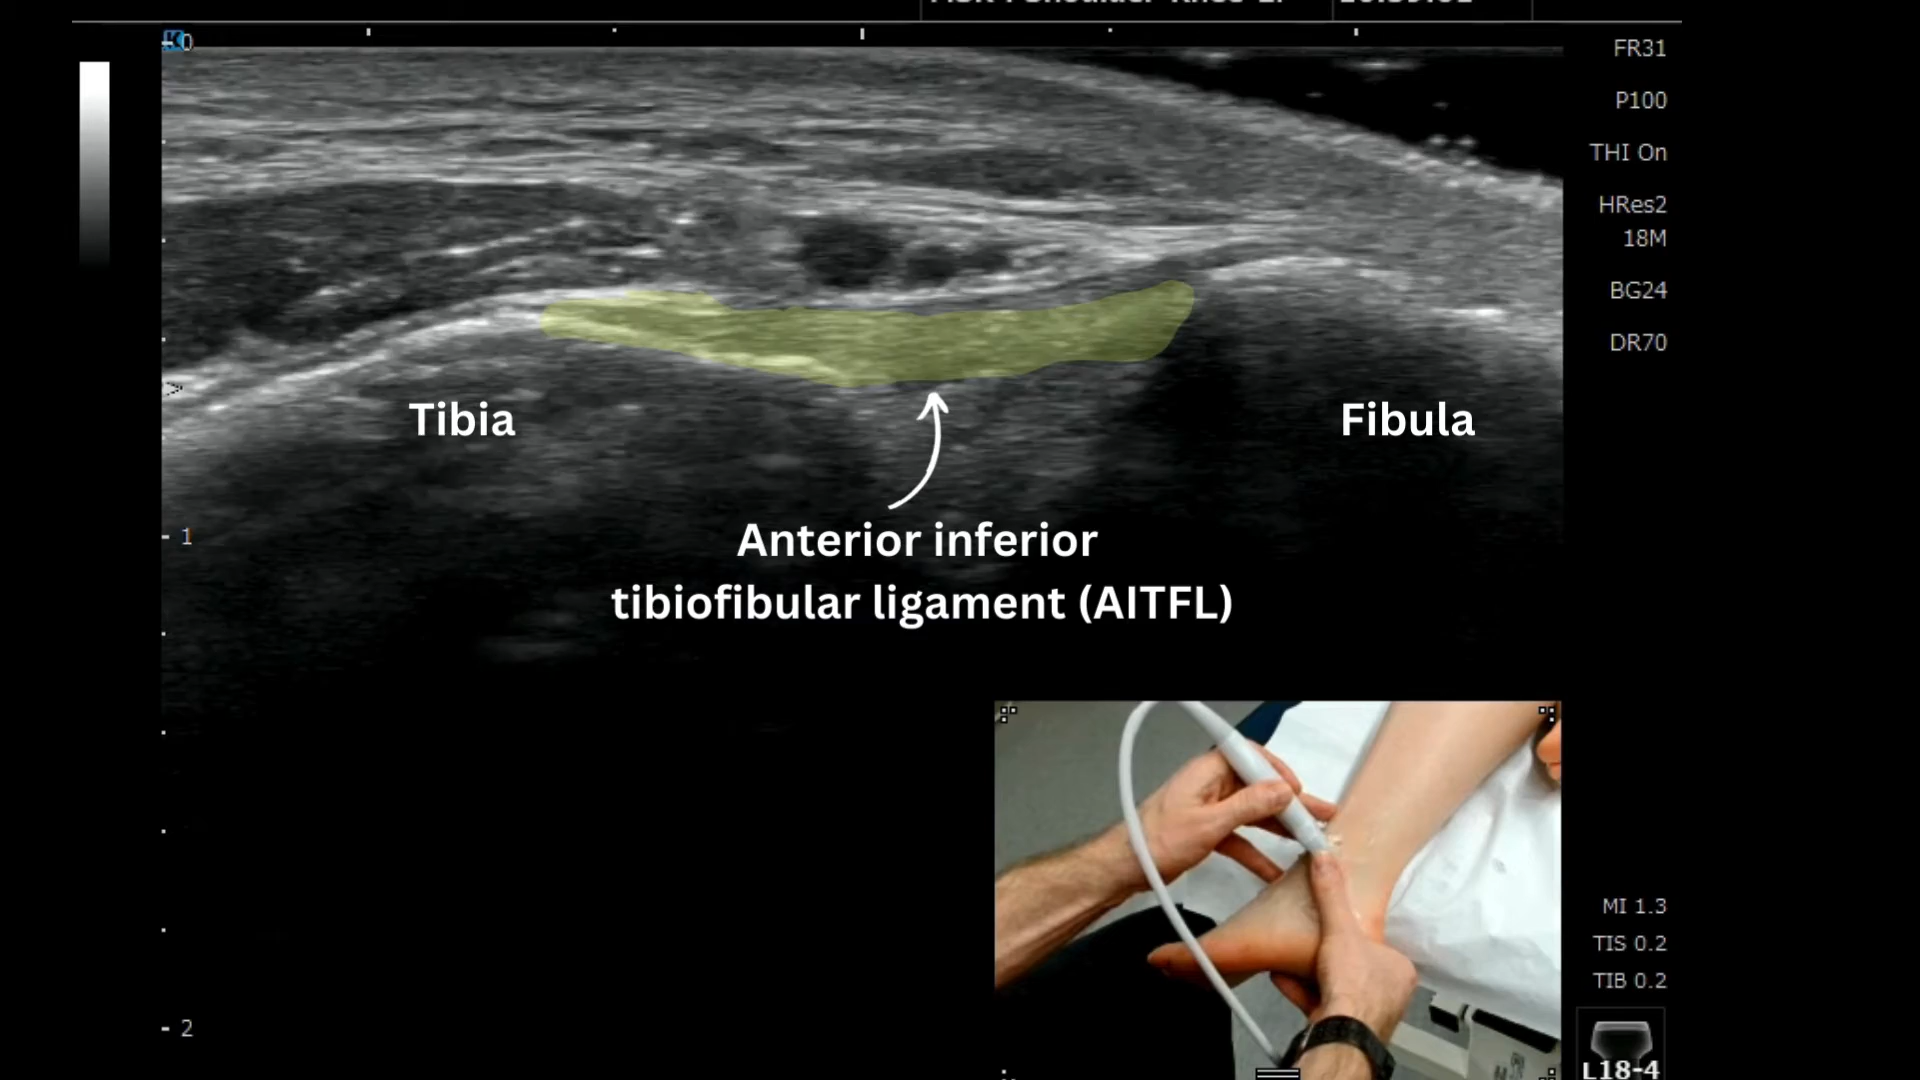 0
FR31
P100
THI On
HRes2
18M
BG24
DR70
Tibia
Fibula
1
Anterior inferior
tibiofibular ligament (AITFL)
MI 1.3
TIS 0.2
TIB 0.2
2
L18-4